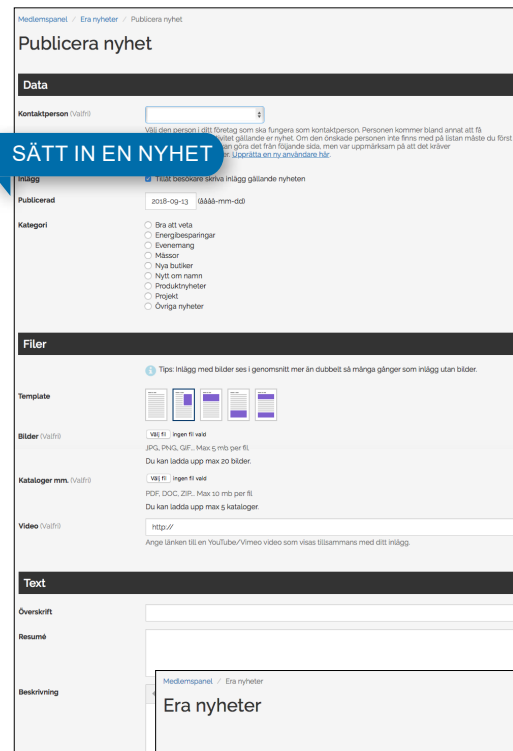 Medlemspanel / Era nyheter / Publicera nyhet
Publicera nyhet
Data
Kontaktperson (Valfri)
Välj den person i ditt företag som ska fungera som kontaktperson. Personen kommer bland annat att få
ivitet gällande er nyhet. Om den önskade personen inte finns med på listan måste du först
an göra det från följande sida, men var uppmärksam på att det kräver
er. Upprätta en ny användare här.
SÄTT IN EN NYHET
Inlägg
Tillåt besökare skriva inlägg gällande nyheten
Publicerad
2018-09-13 (åååå-mm-dd)
Kategori
Bra att veta
Energibesparingar
Evenemang
Mässor
Nya butiker
Nytt om namn
Produktnyheter
Projekt
Övriga nyheter
Filer
Tips: Inlägg med bilder ses i genomsnitt mer än dubbelt så många gånger som inlägg utan bilder.
Template
Bilder (Valfri)
Välj fil Ingen fil vald
JPG, PNG, GIF... Max 5 mb per fil.
Du kan ladda upp max 20 bilder.
Kataloger mm. (Valfri)
Välj fil Ingen fil vald
PDF, DOC, ZIP... Max 10 mb per fil
Du kan ladda upp max 5 kataloger.
Video (Valfri)
http://
Ange länken till en YouTube/Vimeo video som visas tillsammans med ditt inlägg.
Text
Överskrift
Resumé
Beskrivning
Medlemspanel / Era nyheter
Era nyheter